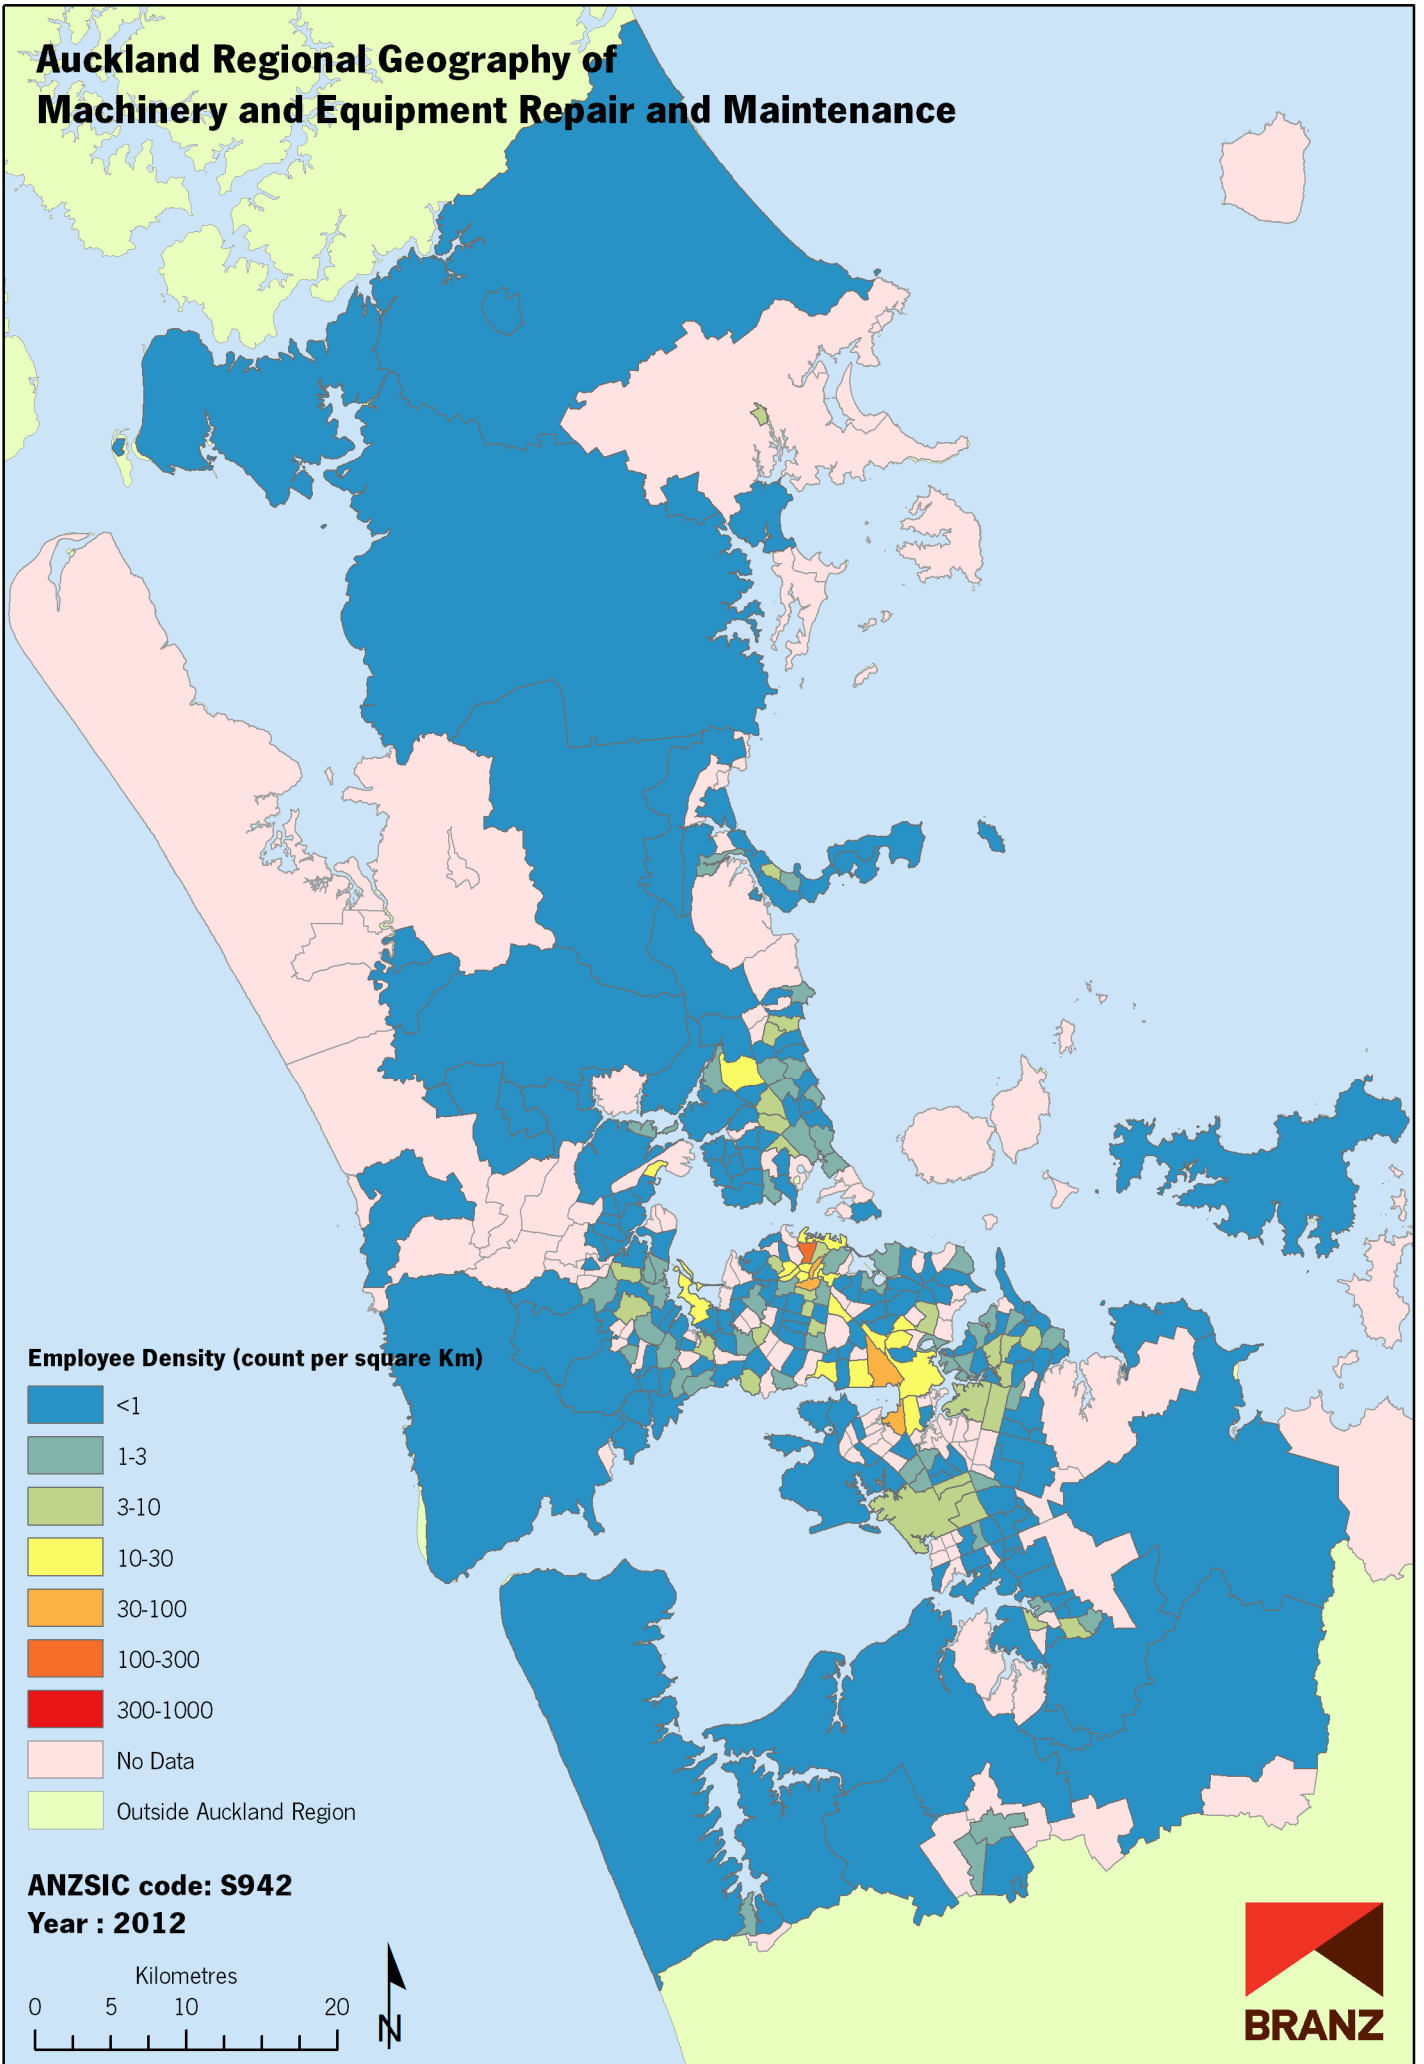 Auckland Regional Geography of
Machinery and Equipment Repair and Maintenance
Employee Density (count per square Km)
<1
1-3
3-10
10-30
30-100
100-300
300-1000
No Data
Outside Auckland Region
ANZSIC code: S942
Year : 2012
Kilometres
0 5 10 20
N
BRANZ